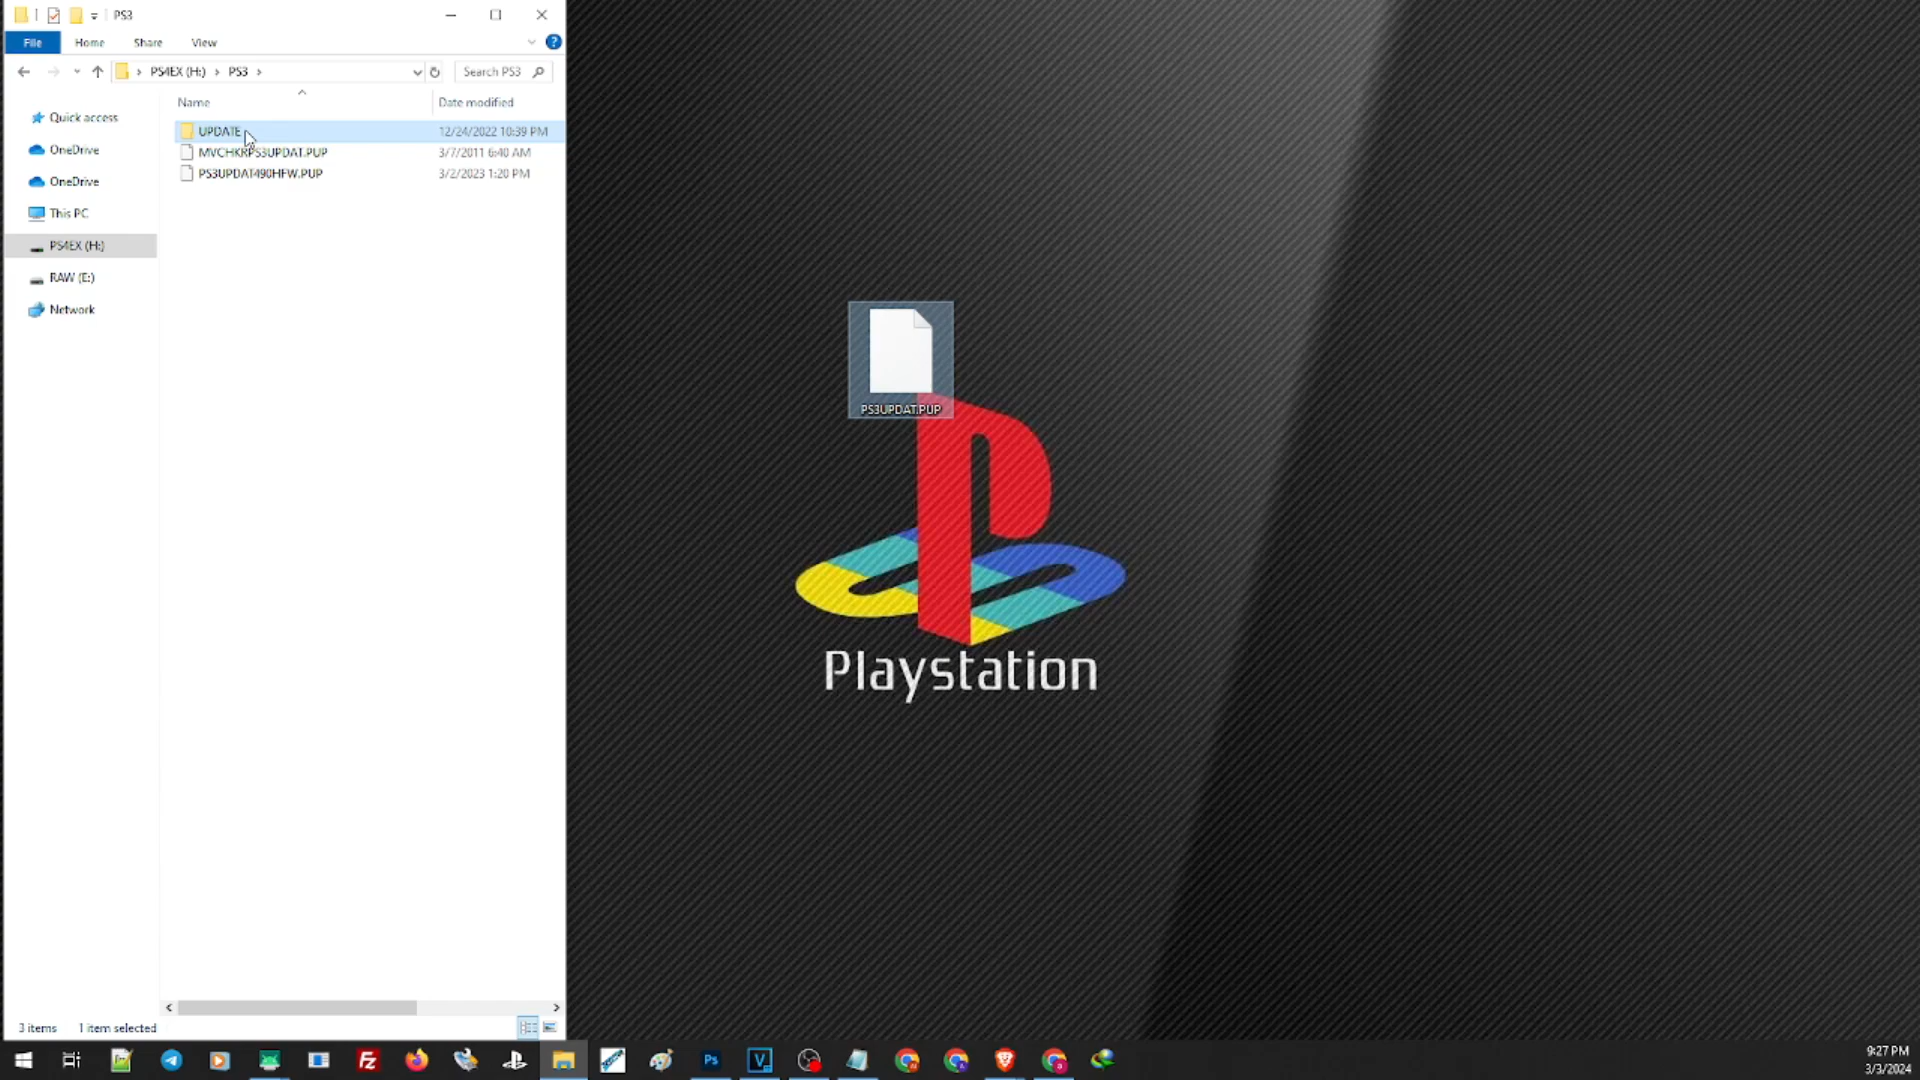 PS3
File Home Share View
PS4EX (H:) PS3 Search PS3
Name Date modified
Quick access
OneDrive
OneDrive
This PC
PS4EX (H:)
RAW (E:)
Network
UPDATE 12/24/2022 10:39 PM
MVCHKRPS3UPDAT.PUP 3/7/2011 6:40 AM
PS3UPDAT490HFW.PUP 3/2/2023 1:20 PM
PS3UPDAT.PUP
Playstation
3 items 1 item selected
Fz Ps V
9:27 PM
3/3/2024